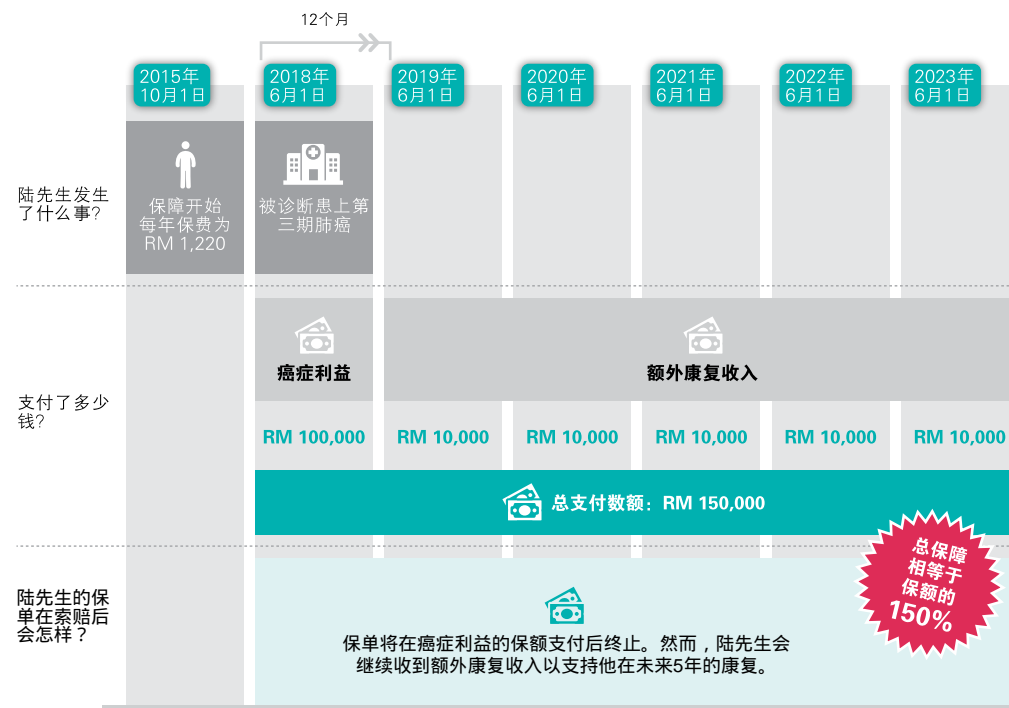 12个月
2015年
10月1日
2018年
6月1日
2019年
6月1日
2020年
6月1日
2021年
6月1日
2022年
6月1日
2023年
6月1日
陆先生发生
了什么事?
保障开始
每年保费为
RM 1,220
被诊断患上第
三期肺癌
支付了多少
钱?
癌症利益
额外康复收入
RM 100,000
RM 10,000
RM 10,000
RM 10,000
RM 10,000
RM 10,000
总支付数额：RM 150,000
总保障
相等于
保额的
150%
陆先生的保
单在索赔后
会怎样？
保单将在癌症利益的保额支付后终止。然而，陆先生会
继续收到额外康复收入以支持他在未来5年的康复。